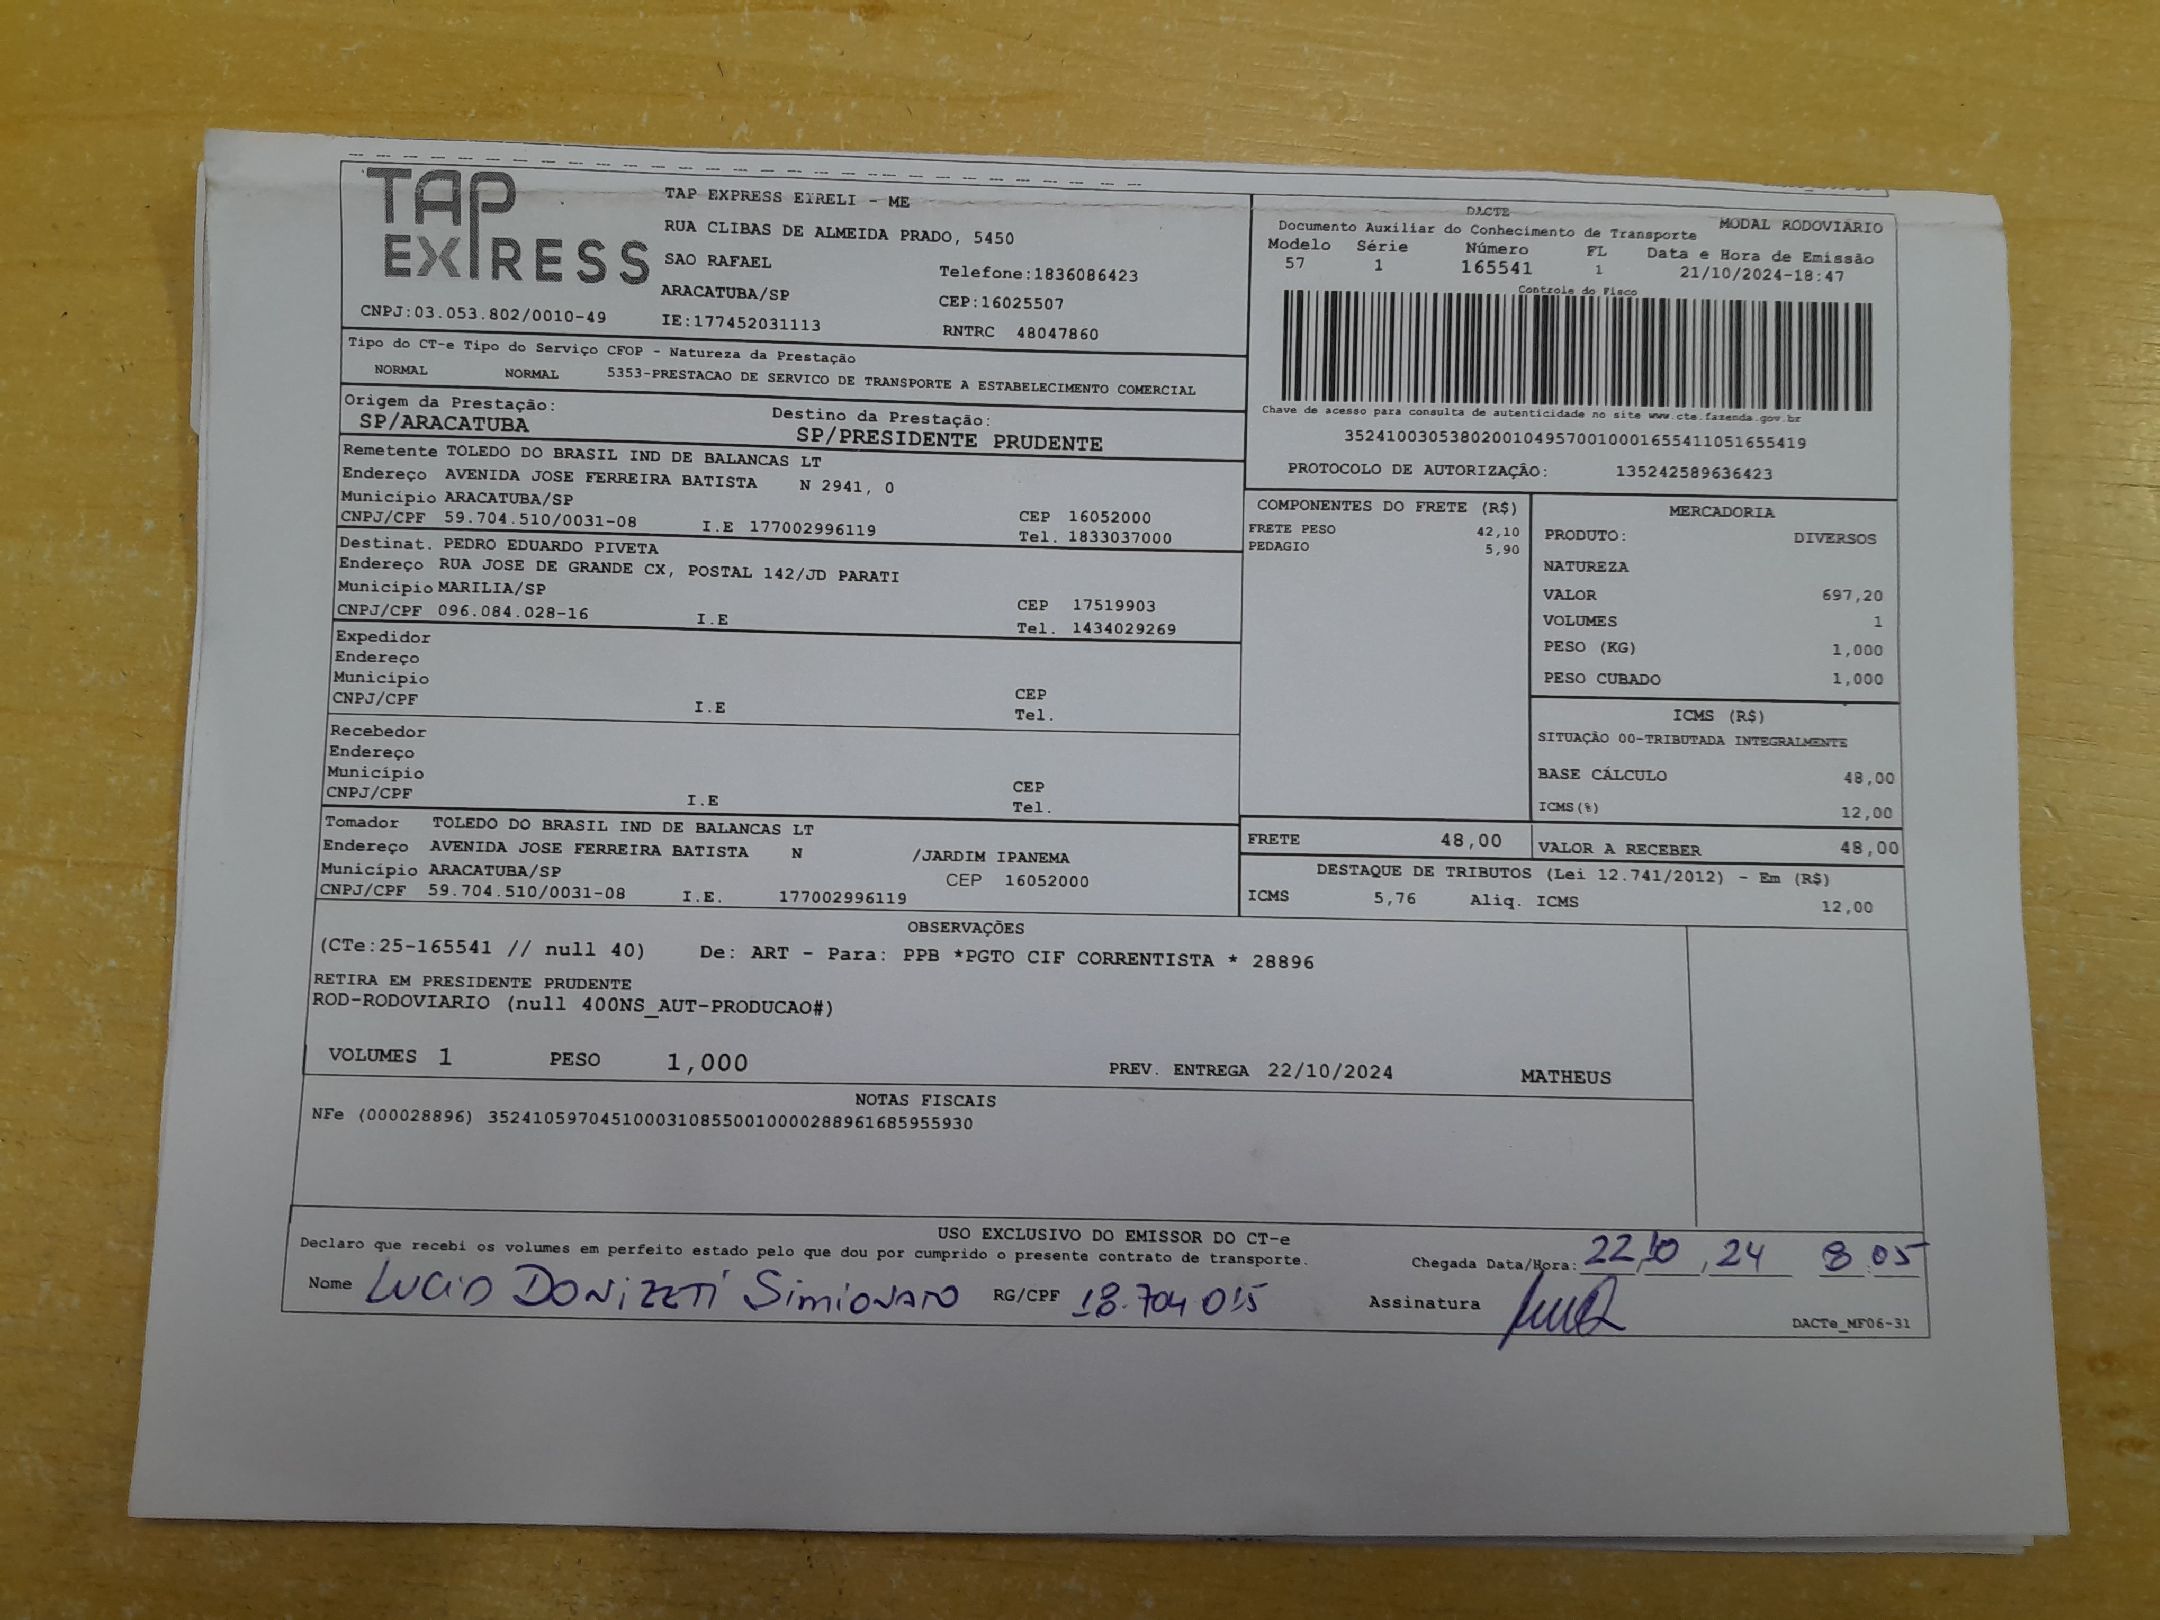 TAP EXPRESS
TAP EXPRESS EIRELI - ME
RUA CLIBAS DE ALMEIDA PRADO, 5450
SAO RAFAEL
Telefone:1836086423
ARACATUBA/SP
CEP:16025507
CNPJ:03.053.802/0010-49 IE:177452031113
RNTRC 48047860
DACTE
Documento Auxiliar do Conhecimento de Transporte MODAL RODOVIARIO
Modelo Série Número FL Data e Hora de Emissão
57 1 165541 1 21/10/2024-18:47
Controle do Fisco
Chave de acesso para consulta de autenticidade no site www.cte.fazenda.gov.br
35241003053802001049570010001655411051655419
PROTOCOLO DE AUTORIZAÇÃO: 135242589636423
Tipo do CT-e Tipo do Serviço CFOP - Natureza da Prestação
NORMAL NORMAL 5353-PRESTACAO DE SERVICO DE TRANSPORTE A ESTABELECIMENTO COMERCIAL
Origem da Prestação: Destino da Prestação:
SP/ARACATUBA SP/PRESIDENTE PRUDENTE
Remetente TOLEDO DO BRASIL IND DE BALANCAS LT
Endereço AVENIDA JOSE FERREIRA BATISTA N 2941, 0
Município ARACATUBA/SP CEP 16052000
CNPJ/CPF 59.704.510/0031-08 I.E 177002996119 Tel. 1833037000
Destinat. PEDRO EDUARDO PIVETA
Endereço RUA JOSE DE GRANDE CX, POSTAL 142/JD PARATI
Município MARILIA/SP CEP 17519903
CNPJ/CPF 096.084.028-16 I.E Tel. 1434029269
Expedidor
Endereço
Município CEP
CNPJ/CPF I.E Tel.
Recebedor
Endereço
Município CEP
CNPJ/CPF I.E Tel.
Tomador TOLEDO DO BRASIL IND DE BALANCAS LT
Endereço AVENIDA JOSE FERREIRA BATISTA N /JARDIM IPANEMA
Município ARACATUBA/SP CEP 16052000
CNPJ/CPF 59.704.510/0031-08 I.E. 177002996119
COMPONENTES DO FRETE (R$)
FRETE PESO 42,10
PEDAGIO 5,90
MERCADORIA
PRODUTO: DIVERSOS
NATUREZA
VALOR 697,20
VOLUMES 1
PESO (KG) 1,000
PESO CUBADO 1,000
ICMS (R$)
SITUAÇÃO 00-TRIBUTADA INTEGRALMENTE
BASE CÁLCULO 48,00
ICMS(%) 12,00
FRETE 48,00 VALOR A RECEBER 48,00
DESTAQUE DE TRIBUTOS (Lei 12.741/2012) - Em (R$)
ICMS 5,76 Aliq. ICMS 12,00
OBSERVAÇÕES
(CTe:25-165541 // null 40) De: ART - Para: PPB *PGTO CIF CORRENTISTA * 28896
RETIRA EM PRESIDENTE PRUDENTE
ROD-RODOVIARIO (null 400NS_AUT-PRODUCAO#)
VOLUMES 1 PESO 1,000 PREV. ENTREGA 22/10/2024 MATHEUS
NOTAS FISCAIS
NFe (000028896) 35241059704510003108550010000288961685955930
USO EXCLUSIVO DO EMISSOR DO CT-e
Declaro que recebi os volumes em perfeito estado pelo que dou por cumprido o presente contrato de transporte.
Chegada Data/Hora: 22,10,24 8:05
Nome Lucio Donizeti Simionato RG/CPF 18.704 015 Assinatura
DACTe_MF06-31